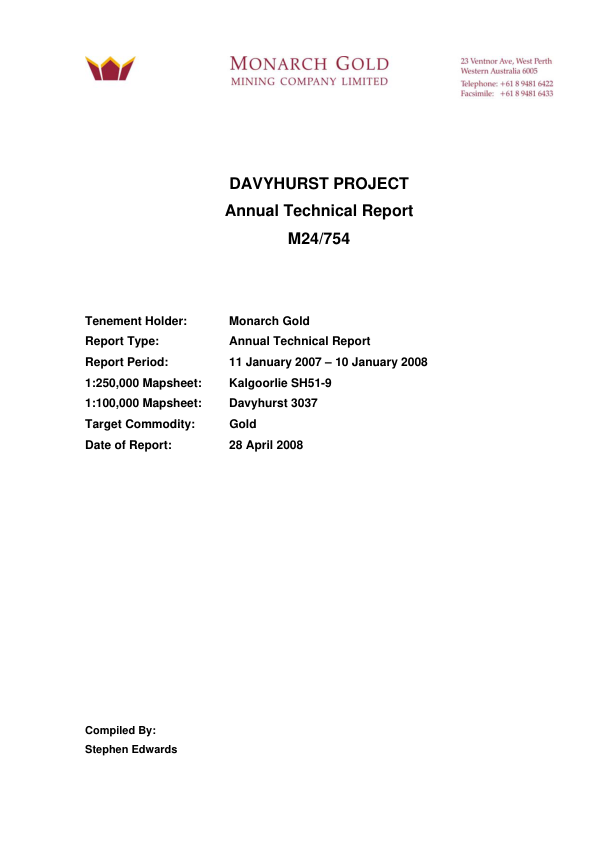 MONARCH GOLD
MINING COMPANY LIMITED
23 Ventnor Ave, West Perth
Western Australia 6005
Telephone: +61 8 9481 6422
Facsimile: +61 8 9481 6433
DAVYHURST PROJECT
Annual Technical Report
M24/754
Tenement Holder: Monarch Gold
Report Type: Annual Technical Report
Report Period: 11 January 2007 – 10 January 2008
1:250,000 Mapsheet: Kalgoorlie SH51-9
1:100,000 Mapsheet: Davyhurst 3037
Target Commodity: Gold
Date of Report: 28 April 2008
Compiled By:
Stephen Edwards